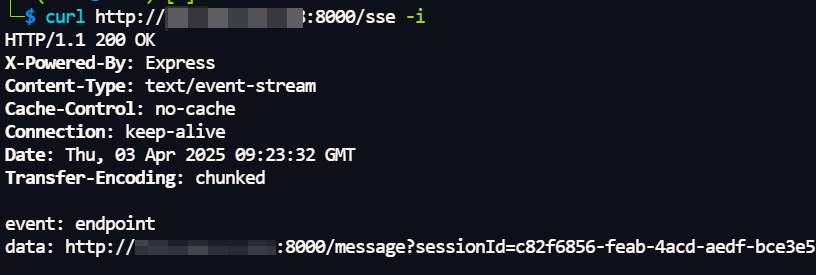 $ curl http://3:8000/sse -i
HTTP/1.1 200 OK
X-Powered-By: Express
Content-Type: text/event-stream
Cache-Control: no-cache
Connection: keep-alive
Date: Thu, 03 Apr 2025 09:23:32 GMT
Transfer-Encoding: chunked
event: endpoint
data: http://:8000/message?sessionId=c82f6856-feab-4acd-aedf-bce3e5